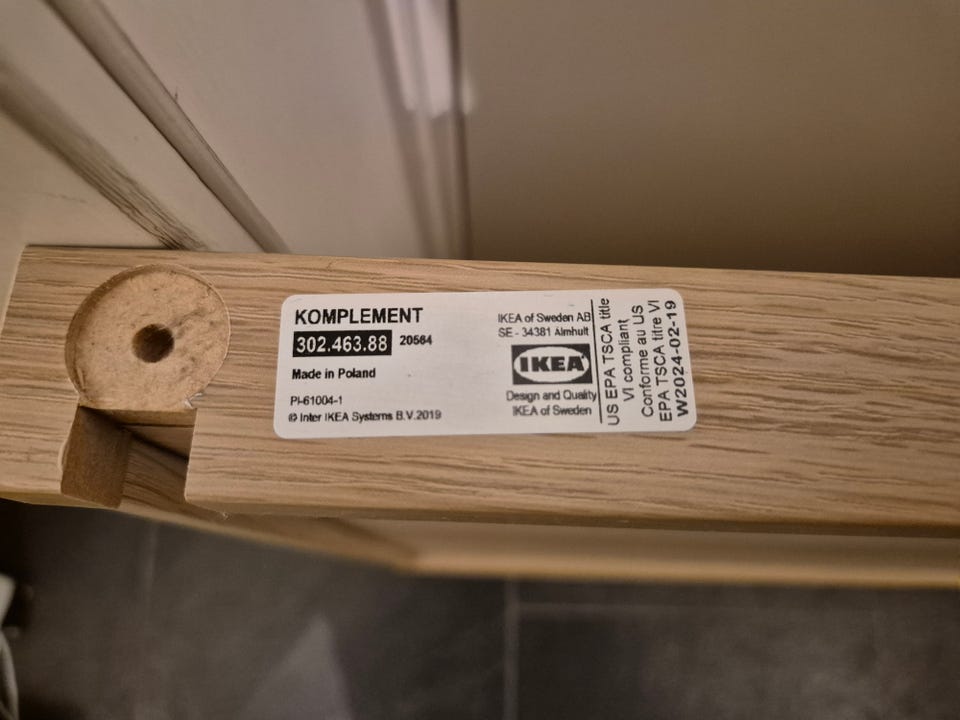 KOMPLEMENT
302.463.88 20584
Made in Poland
PI-61004-1
© Inter IKEA Systems B.V.2019
IKEA of Sweden AB
SE - 34381 Älmhult
IKEA
Design and Quality
IKEA of Sweden
US EPA TSCA title
VI compliant
Conforme au US
EPA TSCA titre VI
W2024-02-19